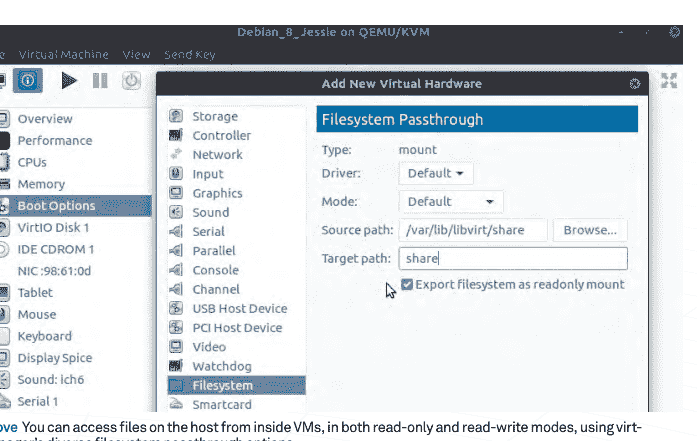 Debian_8_Jessie on QEMU/KVM
Virtual Machine View Send Key
Add New Virtual Hardware
Overview
Performance
CPUs
Memory
Boot Options
VirtIO Disk 1
IDE CDROM 1
NIC :98:61:0d
Tablet
Mouse
Keyboard
Display Spice
Sound: ich6
Serial 1
Storage
Controller
Network
Input
Graphics
Sound
Serial
Parallel
Console
Channel
USB Host Device
PCI Host Device
Video
Watchdog
Filesystem
Smartcard
Filesystem Passthrough
Type: mount
Driver: Default
Mode: Default
Source path: /var/lib/libvirt/share Browse...
Target path: share
Export filesystem as readonly mount
You can access files on the host from inside VMs, in both read-only and read-write modes, using virt-